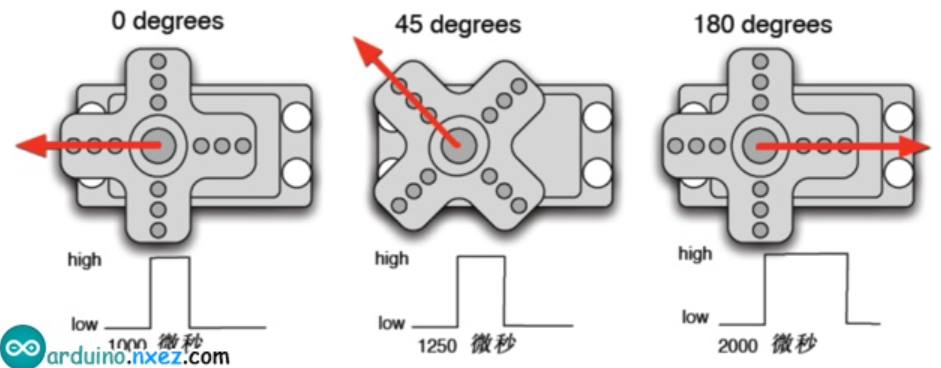 0 degrees
45 degrees
180 degrees
high
high
high
low
low
low
1000 微秒
1250 微秒
2000 微秒
arduino.nxez.com